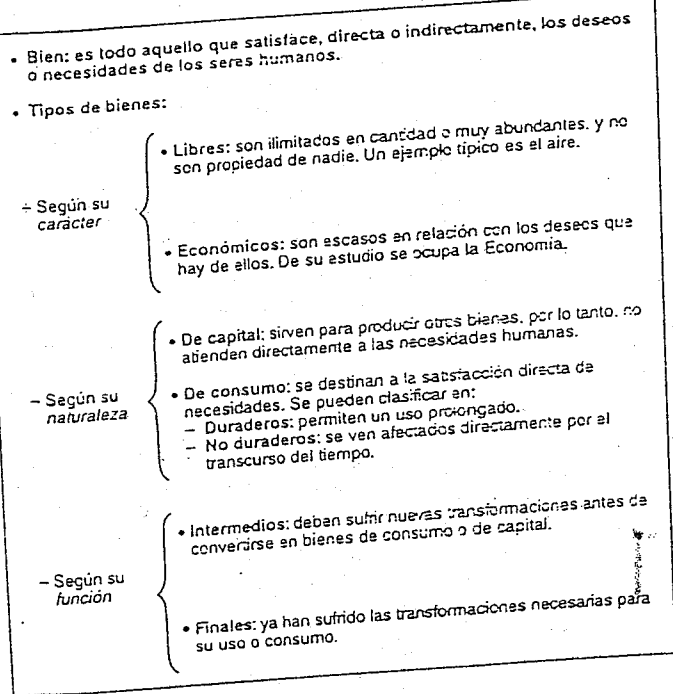 • Bien: es todo aquello que satisface, directa o indirectamente, los deseos
o necesidades de los seres humanos.
• Tipos de bienes:
– Según su
carácter
• Libres: son ilimitados en cantidad o muy abundantes, y no
son propiedad de nadie. Un ejemplo típico es el aire.
• Económicos: son escasos en relación con los deseos que
hay de ellos. De su estudio se ocupa la Economía.
– Según su
naturaleza
• De capital: sirven para producir otros bienes, por lo tanto, no
atienden directamente a las necesidades humanas.
• De consumo: se destinan a la satisfacción directa de
necesidades. Se pueden clasificar en:
– Duraderos: permiten un uso prolongado.
– No duraderos: se ven afectados directamente por el
transcurso del tiempo.
– Según su
función
• Intermedios: deben sufrir nuevas transformaciones antes de
convertirse en bienes de consumo o de capital.
• Finales: ya han sufrido las transformaciones necesarias para
su uso o consumo.